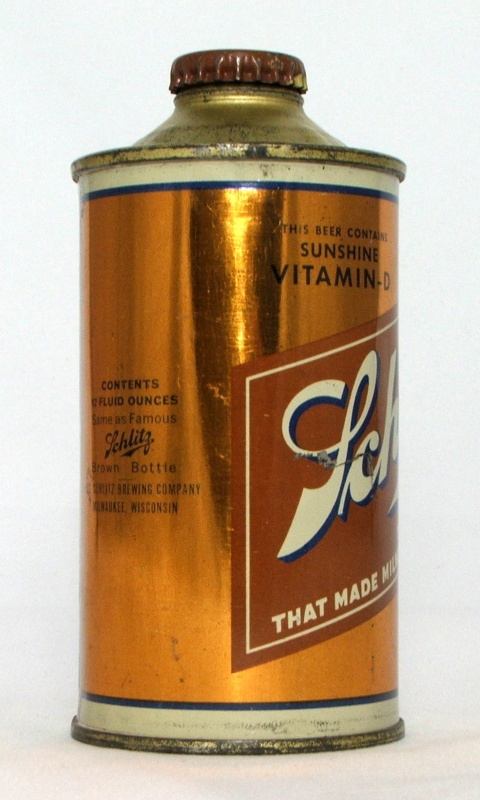 THIS BEER CONTAINS
SUNSHINE
VITAMIN-D
Sch
THAT MADE MIL
CONTENTS
12 FLUID OUNCES
Same as Famous
Schlitz
Brown Bottle
SCHLITZ BREWING COMPANY
MILWAUKEE, WISCONSIN